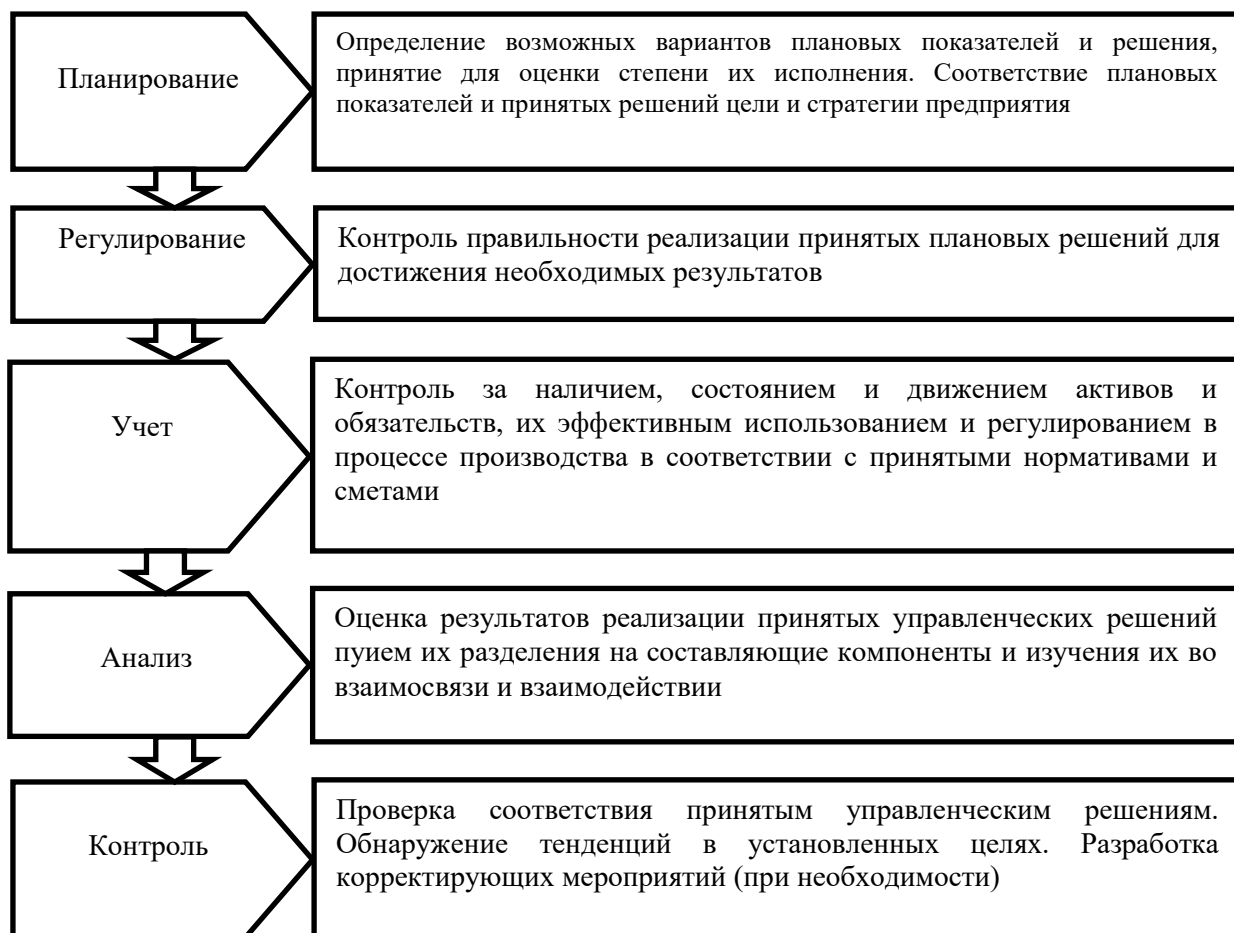 Планирование
Определение возможных вариантов плановых показателей и решения,
принятие для оценки степени их исполнения. Соответствие плановых
показателей и принятых решений цели и стратегии предприятия
Регулирование
Контроль правильности реализации принятых плановых решений для
достижения необходимых результатов
Учет
Контроль за наличием, состоянием и движением активов и
обязательств, их эффективным использованием и регулированием в
процессе производства в соответствии с принятыми нормативами и
сметами
Анализ
Оценка результатов реализации принятых управленческих решений
пуием их разделения на составляющие компоненты и изучения их во
взаимосвязи и взаимодействии
Контроль
Проверка соответствия принятым управленческим решениям.
Обнаружение тенденций в установленных целях. Разработка
корректирующих мероприятий (при необходимости)